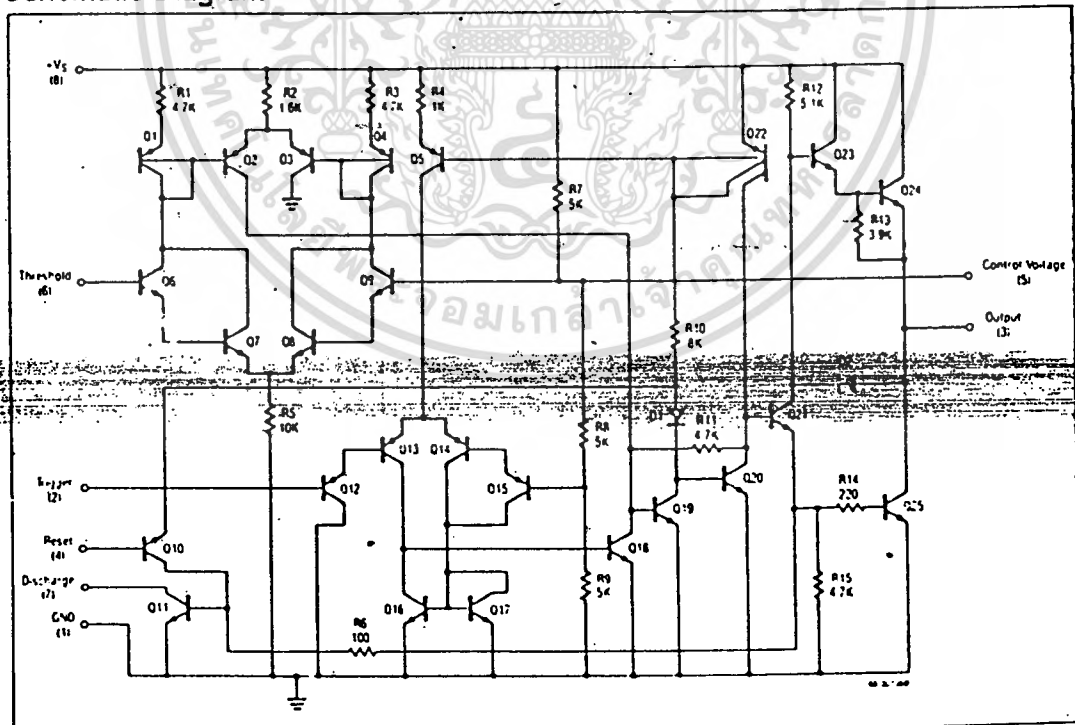 +Vs
(8)
R1
4.7K
R2
1.6K
R3
4.7K
R4
1K
R12
5.1K
Q1
Q2
Q3
Q4
Q5
Q22
Q23
Q24
R7
5K
R13
3.9K
Threshold
(6)
Q6
Q9
Control Voltage
(5)
Q7
Q8
R10
8K
Output
(3)
R5
10K
R8
5K
R11
4.7K
Q21
Trigger
(2)
Q13
Q14
Q12
Q15
Q20
R14
220
Q19
Q25
Reset
(4)
Q10
Q18
Discharge
(7)
Q11
Q16
Q17
R9
5K
R15
4.7K
GND
(1)
R6
100